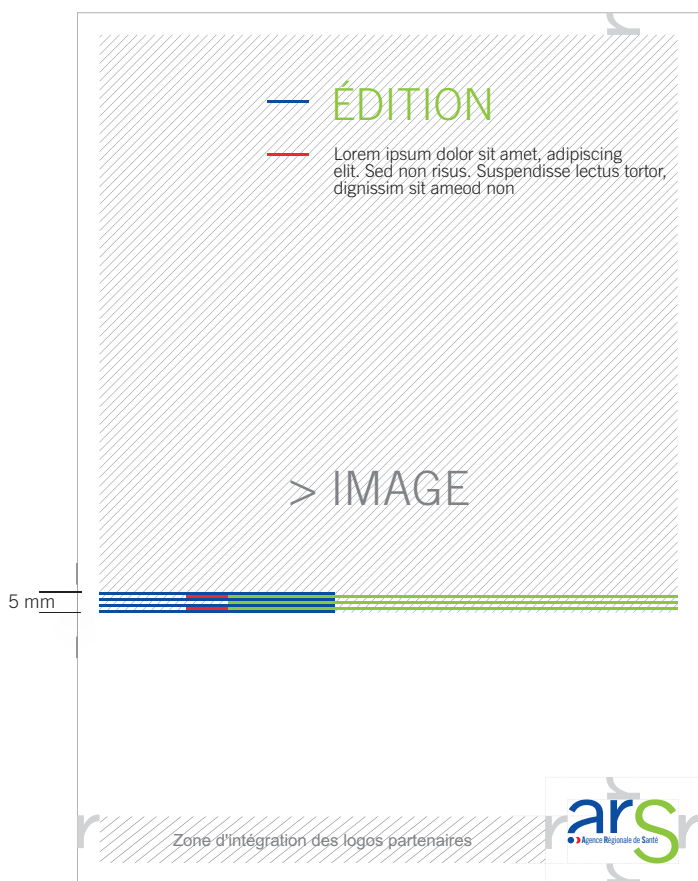 r
ÉDITION
Lorem ipsum dolor sit amet, adipiscing
elit. Sed non risus. Suspendisse lectus tortor,
dignissim sit ameod non
> IMAGE
5 mm
r
r
Zone d'intégration des logos partenaires
r
ars
r
Agence Régionale de Santé
r